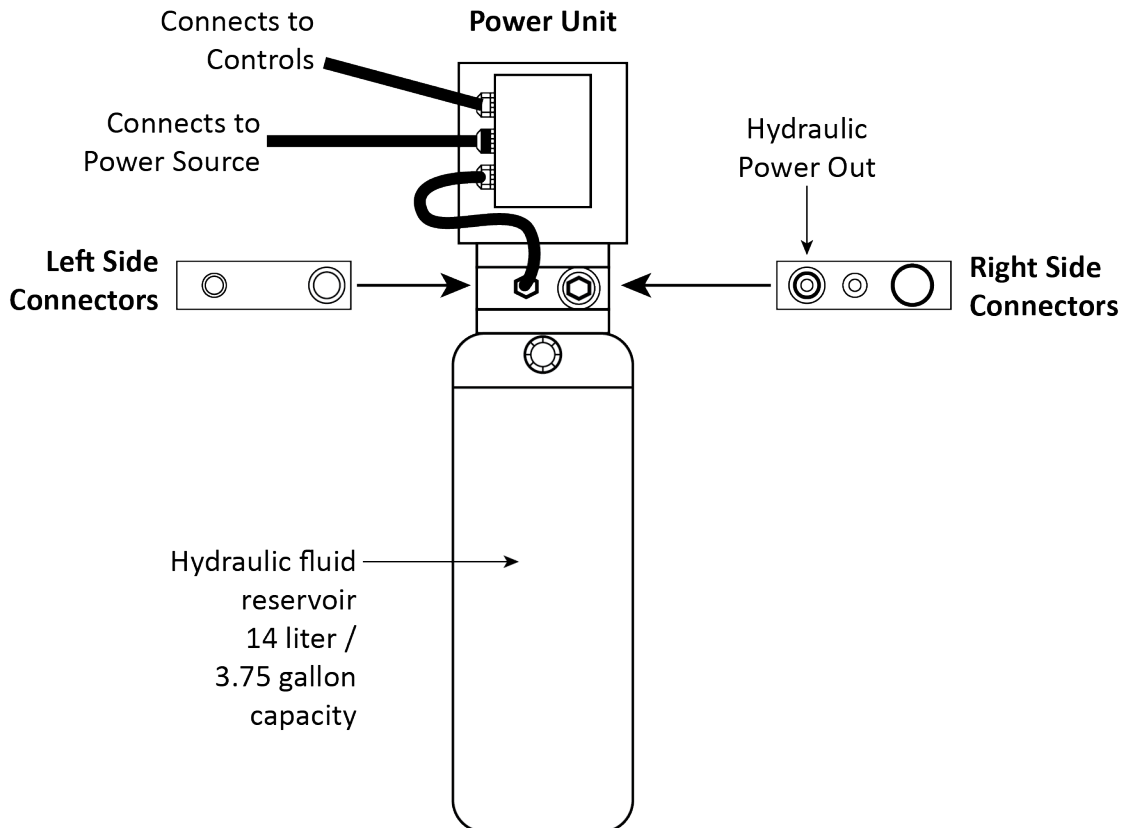 Connects to
Controls
Power Unit
Connects to
Power Source
Hydraulic
Power Out
Left Side
Connectors
Right Side
Connectors
Hydraulic fluid
reservoir
14 liter /
3.75 gallon
capacity